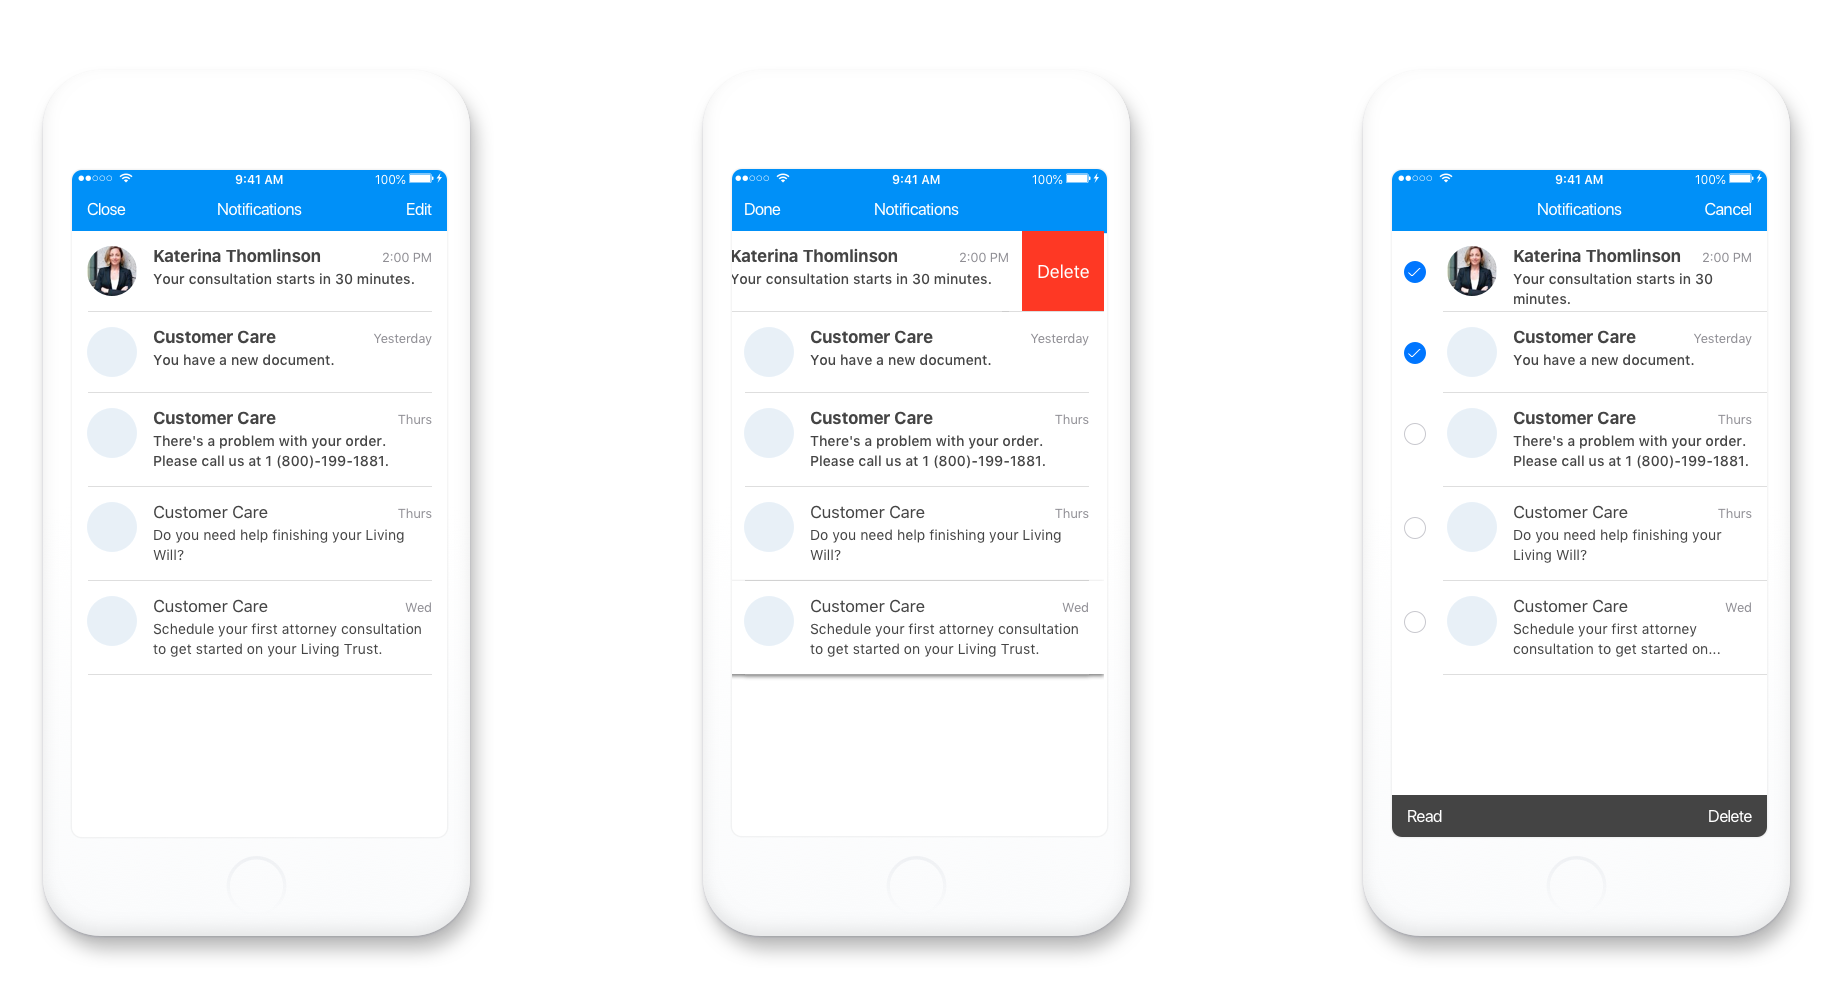 9:41 AM 100%
Close Notifications Edit
Katerina Thomlinson 2:00 PM
Your consultation starts in 30 minutes.
Customer Care Yesterday
You have a new document.
Customer Care Thurs
There's a problem with your order.
Please call us at 1 (800)-199-1881.
Customer Care Thurs
Do you need help finishing your Living
Will?
Customer Care Wed
Schedule your first attorney consultation
to get started on your Living Trust.
9:41 AM 100%
Done Notifications
Katerina Thomlinson 2:00 PM
Your consultation starts in 30 minutes.
Delete
Customer Care Yesterday
You have a new document.
Customer Care Thurs
There's a problem with your order.
Please call us at 1 (800)-199-1881.
Customer Care Thurs
Do you need help finishing your Living
Will?
Customer Care Wed
Schedule your first attorney consultation
to get started on your Living Trust.
9:41 AM 100%
Notifications Cancel
Katerina Thomlinson 2:00 PM
Your consultation starts in 30
minutes.
Customer Care Yesterday
You have a new document.
Customer Care Thurs
There's a problem with your order.
Please call us at 1 (800)-199-1881.
Customer Care Thurs
Do you need help finishing your
Living Will?
Customer Care Wed
Schedule your first attorney
consultation to get started on...
Read Delete